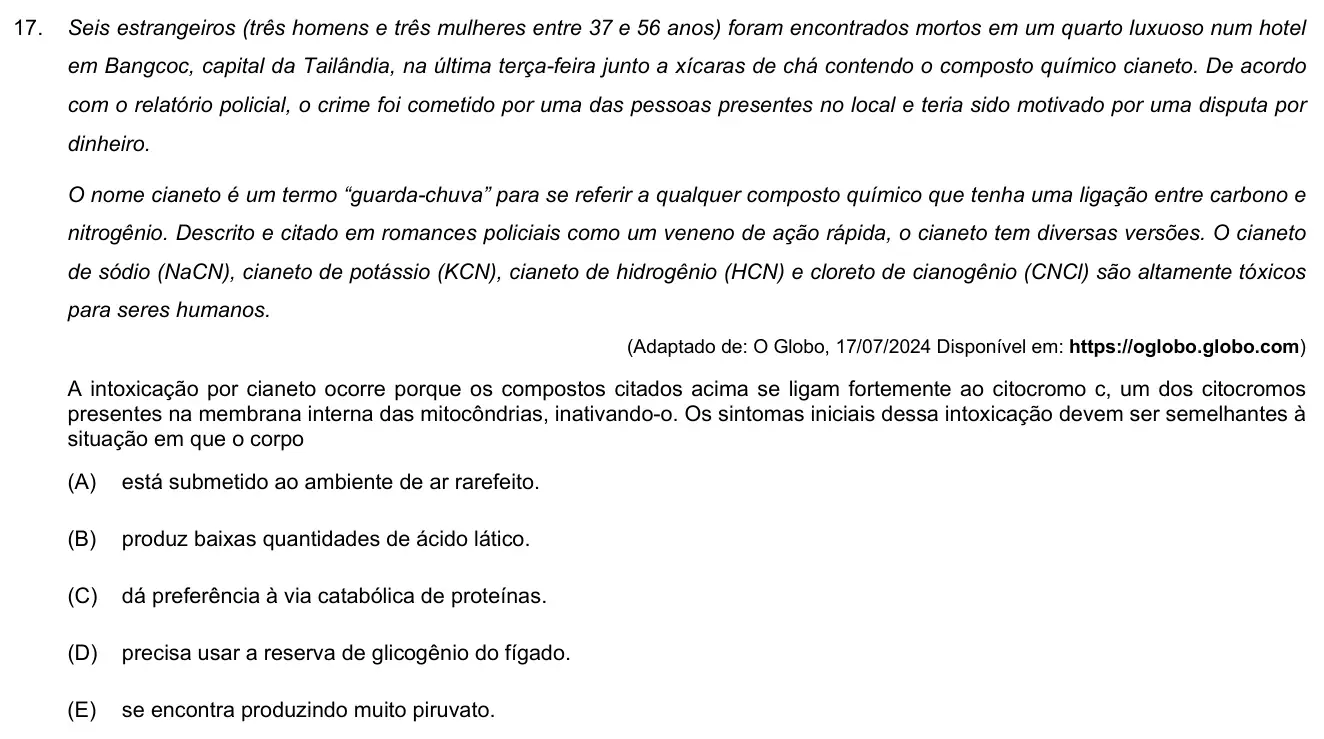 17. Seis estrangeiros (três homens e três mulheres entre 37 e 56 anos) foram encontrados mortos em um quarto luxuoso num hotel
em Bangcoc, capital da Tailândia, na última terça-feira junto a xícaras de chá contendo o composto químico cianeto. De acordo
com o relatório policial, o crime foi cometido por uma das pessoas presentes no local e teria sido motivado por uma disputa por
dinheiro.
O nome cianeto é um termo “guarda-chuva” para se referir a qualquer composto químico que tenha uma ligação entre carbono e
nitrogênio. Descrito e citado em romances policiais como um veneno de ação rápida, o cianeto tem diversas versões. O cianeto
de sódio (NaCN), cianeto de potássio (KCN), cianeto de hidrogênio (HCN) e cloreto de cianogênio (CNCl) são altamente tóxicos
para seres humanos.
(Adaptado de: O Globo, 17/07/2024 Disponível em: https://oglobo.globo.com)
A intoxicação por cianeto ocorre porque os compostos citados acima se ligam fortemente ao citocromo c, um dos citocromos
presentes na membrana interna das mitocôndrias, inativando-o. Os sintomas iniciais dessa intoxicação devem ser semelhantes à
situação em que o corpo
(A) está submetido ao ambiente de ar rarefeito.
(B) produz baixas quantidades de ácido lático.
(C) dá preferência à via catabólica de proteínas.
(D) precisa usar a reserva de glicogênio do fígado.
(E) se encontra produzindo muito piruvato.